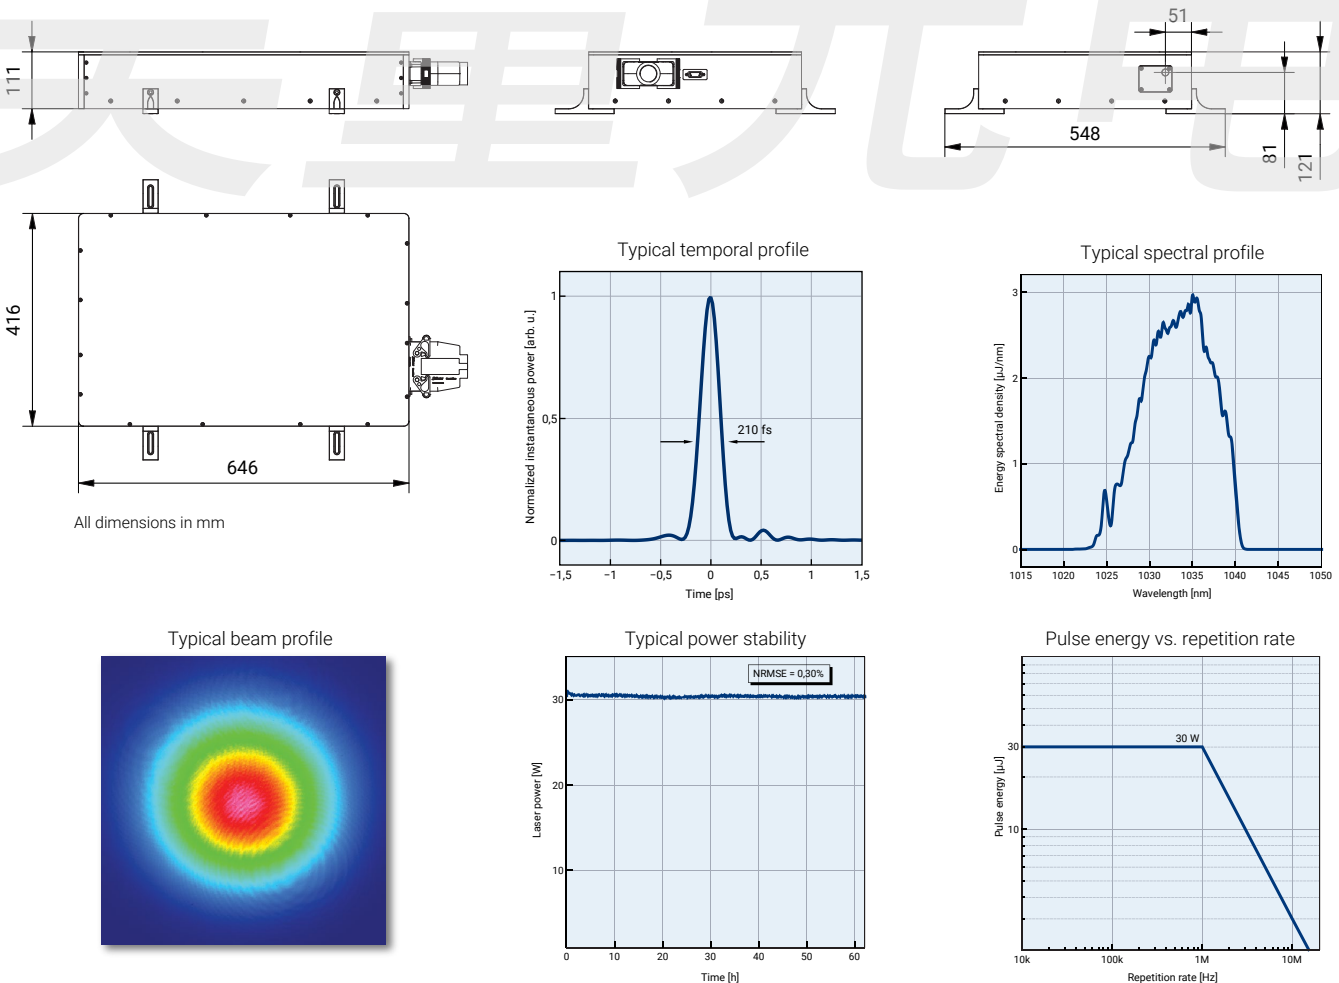 天里元电
111
51
548
81
121
416
646
All dimensions in mm
Typical temporal profile
Normalized instantaneous power [arb. u.]
1
0,5
0
210 fs
−1,5 −1 −0,5 0 0,5 1 1,5
Time [ps]
Typical spectral profile
Energy spectral density [µJ/nm]
3
2
1
0
1015 1020 1025 1030 1035 1040 1045 1050
Wavelength [nm]
Typical beam profile
Typical power stability
NRMSE = 0,30%
Laser power [W]
30
20
10
0 10 20 30 40 50 60
Time [h]
Pulse energy vs. repetition rate
30 W
Pulse energy [µJ]
30
10
10k 100k 1M 10M
Repetition rate [Hz]